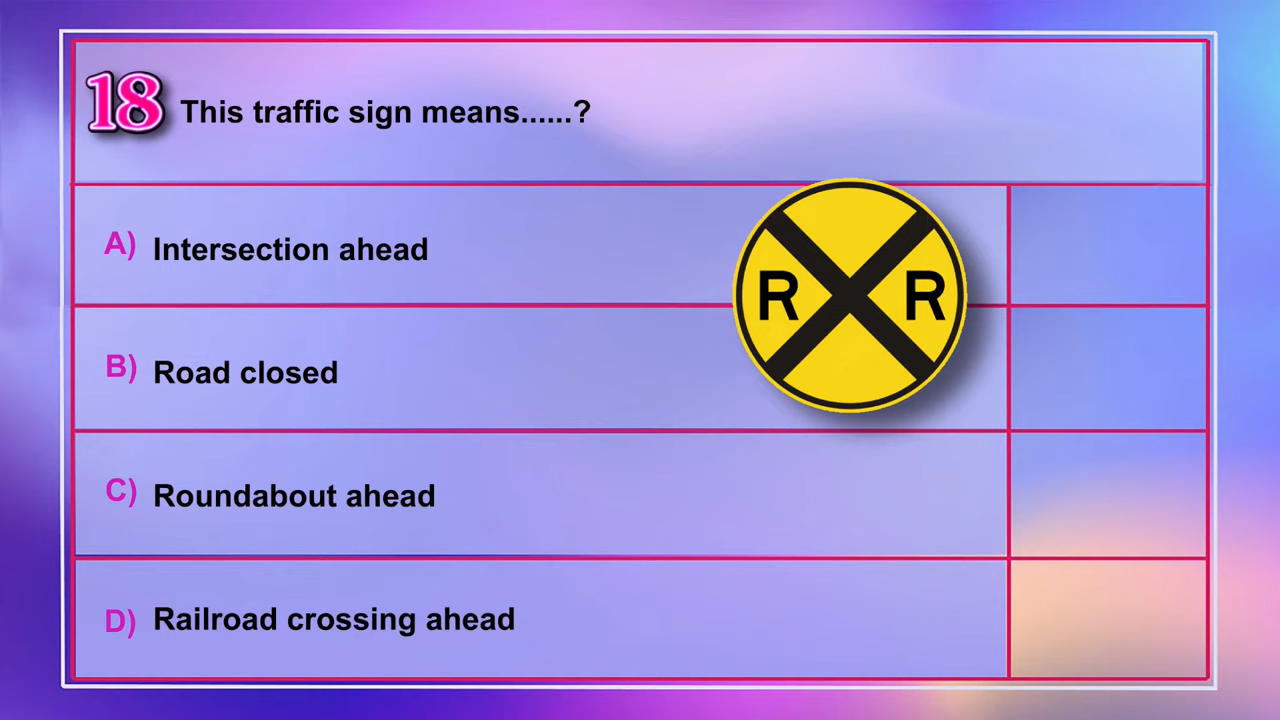 18 This traffic sign means......?
A) Intersection ahead
R R
B) Road closed
C) Roundabout ahead
D) Railroad crossing ahead